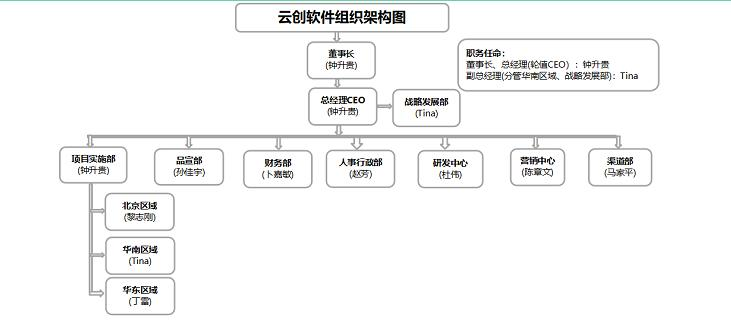 云创软件组织架构图
董事长
(钟升贵)
职务任命：
董事长、总经理(轮值CEO）：钟升贵
副总经理(分管华南区域、战略发展部)：Tina
总经理CEO
(钟升贵)
战略发展部
(Tina)
项目实施部
(钟升贵)
品宣部
(孙佳宇)
财务部
(卜嘉敏)
人事行政部
(赵芳)
研发中心
(杜伟)
营销中心
(陈章文)
渠道部
(马家平)
北京区域
(黎志刚)
华南区域
(Tina)
华东区域
(丁雷)